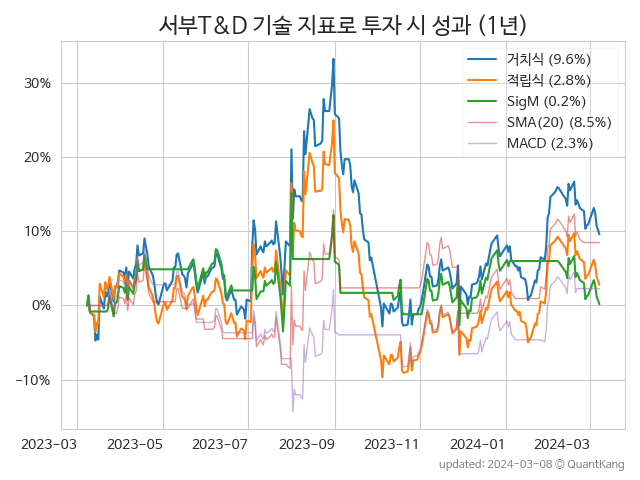 서부T&D 기술 지표로 투자 시 성과 (1년)
거치식 (9.6%)
적립식 (2.8%)
SigM (0.2%)
SMA(20) (8.5%)
MACD (2.3%)
30%
20%
10%
0%
−10%
2023−03 2023−05 2023−07 2023−09 2023−11 2024−01 2024−03
updated: 2024-03-08 © QuantKang